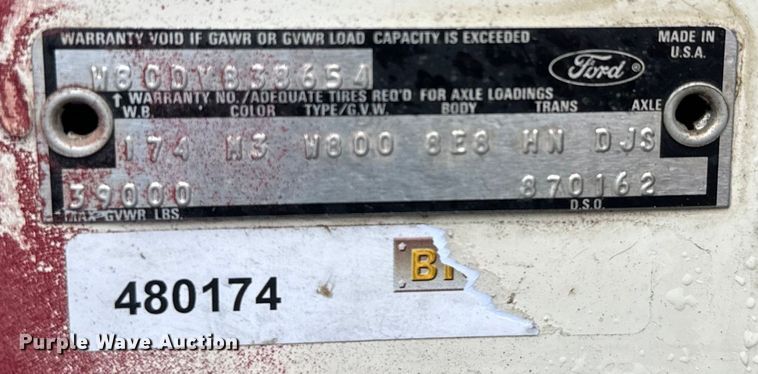 WARRANTY VOID IF GAWR OR GVWR LOAD CAPACITY IS EXCEEDED
MADE IN
U.S.A.
Ford
W80DV838654
↑ WARRANTY NO./ADEQUATE TIRES REQ'D FOR AXLE LOADINGS
W.B. COLOR TYPE/G.V.W. BODY TRANS AXLE
174 M3 W800 8E8 HN DJS
39000 870162
MAX GVWR LBS. D.S.O.
480174
Purple Wave Auction